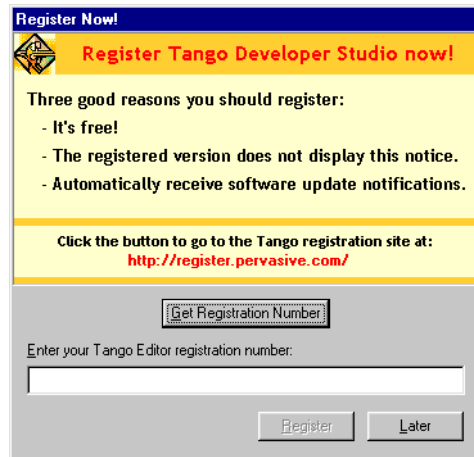 Register Now!
Register Tango Developer Studio now!
Three good reasons you should register:
- It's free!
- The registered version does not display this notice.
- Automatically receive software update notifications.
Click the button to go to the Tango registration site at:
http://register.pervasive.com/
Get Registration Number
Enter your Tango Editor registration number:
Register
Later